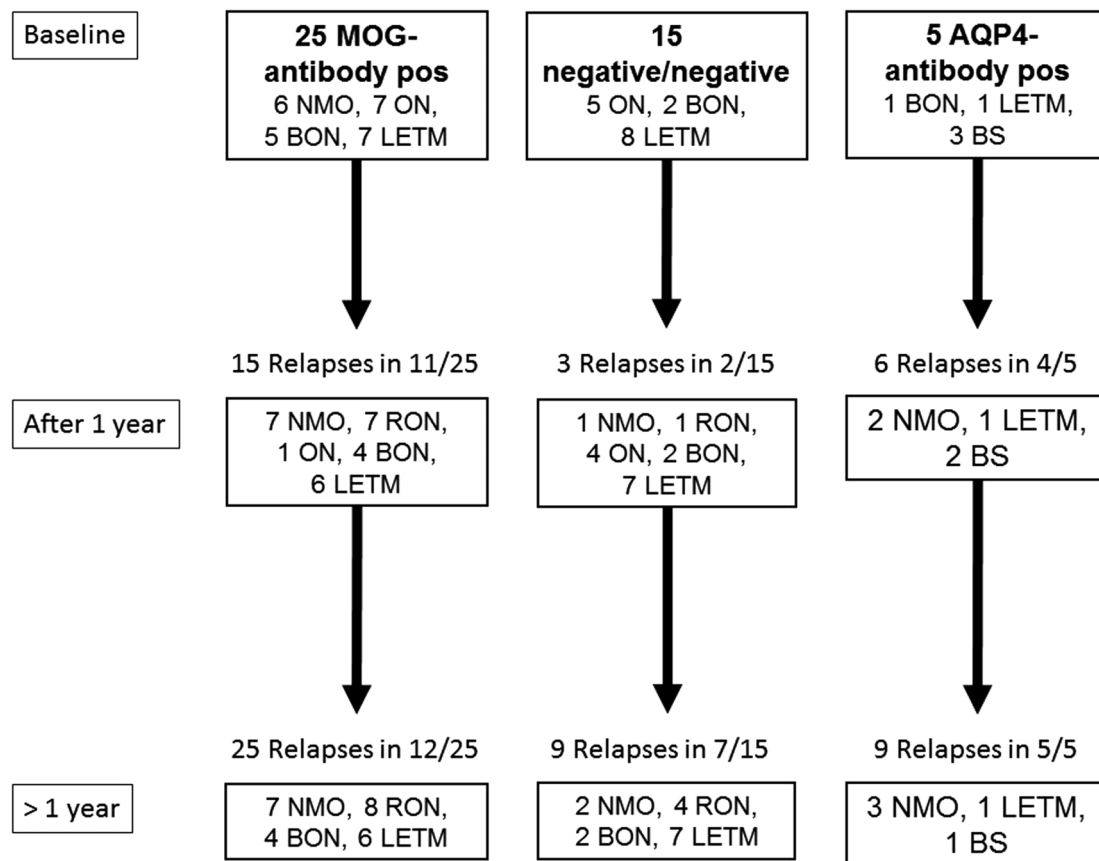 Baseline
25 MOG-
antibody pos
6 NMO, 7 ON,
5 BON, 7 LETM
15
negative/negative
5 ON, 2 BON,
8 LETM
5 AQP4-
antibody pos
1 BON, 1 LETM,
3 BS
15 Relapses in 11/25
3 Relapses in 2/15
6 Relapses in 4/5
After 1 year
7 NMO, 7 RON,
1 ON, 4 BON,
6 LETM
1 NMO, 1 RON,
4 ON, 2 BON,
7 LETM
2 NMO, 1 LETM,
2 BS
25 Relapses in 12/25
9 Relapses in 7/15
9 Relapses in 5/5
> 1 year
7 NMO, 8 RON,
4 BON, 6 LETM
2 NMO, 4 RON,
2 BON, 7 LETM
3 NMO, 1 LETM,
1 BS